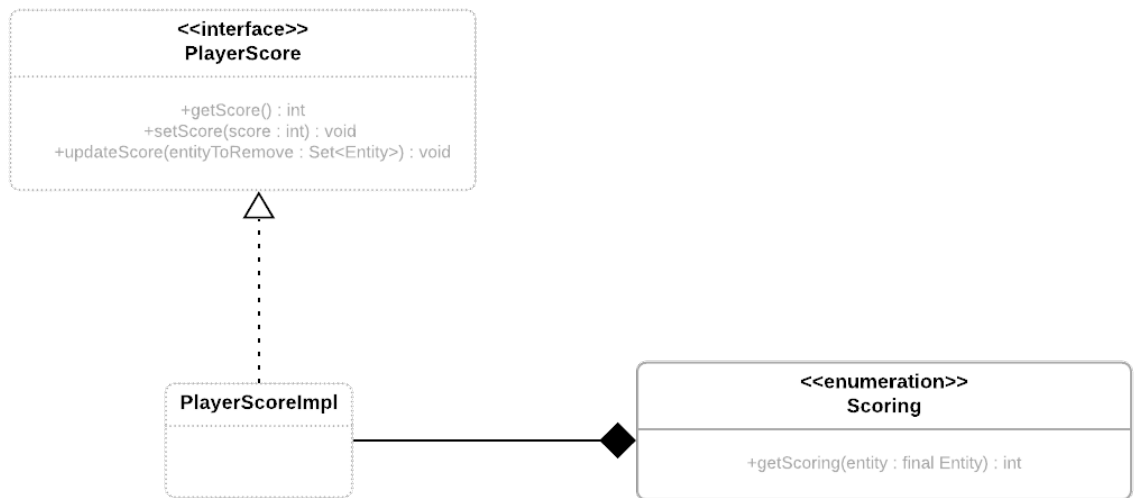 <<interface>>
PlayerScore
+getScore() : int
+setScore(score : int) : void
+updateScore(entityToRemove : Set<Entity>) : void
PlayerScoreImpl
<<enumeration>>
Scoring
+getScoring(entity : final Entity) : int